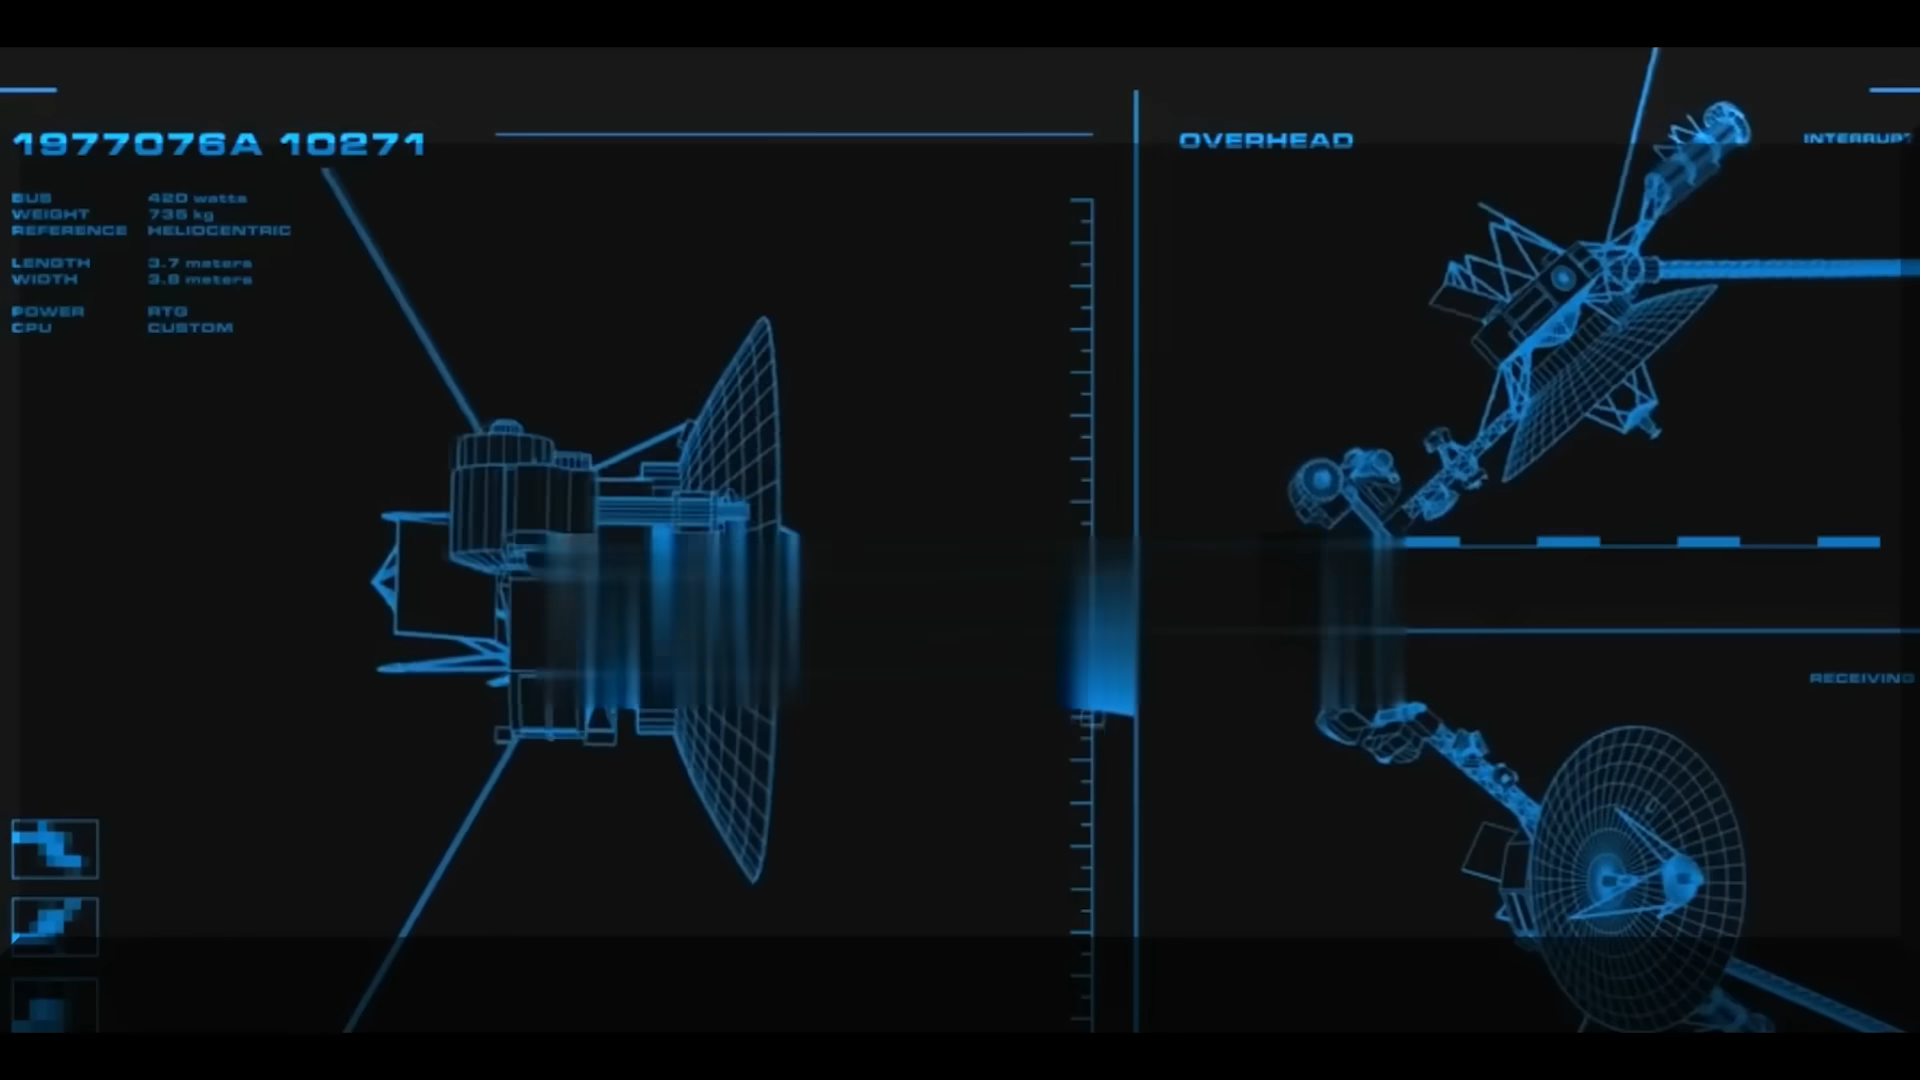 1977076A 10271
BUS 420 watts
WEIGHT 735 kg
REFERENCE HELIOCENTRIC
LENGTH 3.7 meters
WIDTH 3.8 meters
POWER RTG
CPU CUSTOM
OVERHEAD
INTERRUPT
RECEIVING